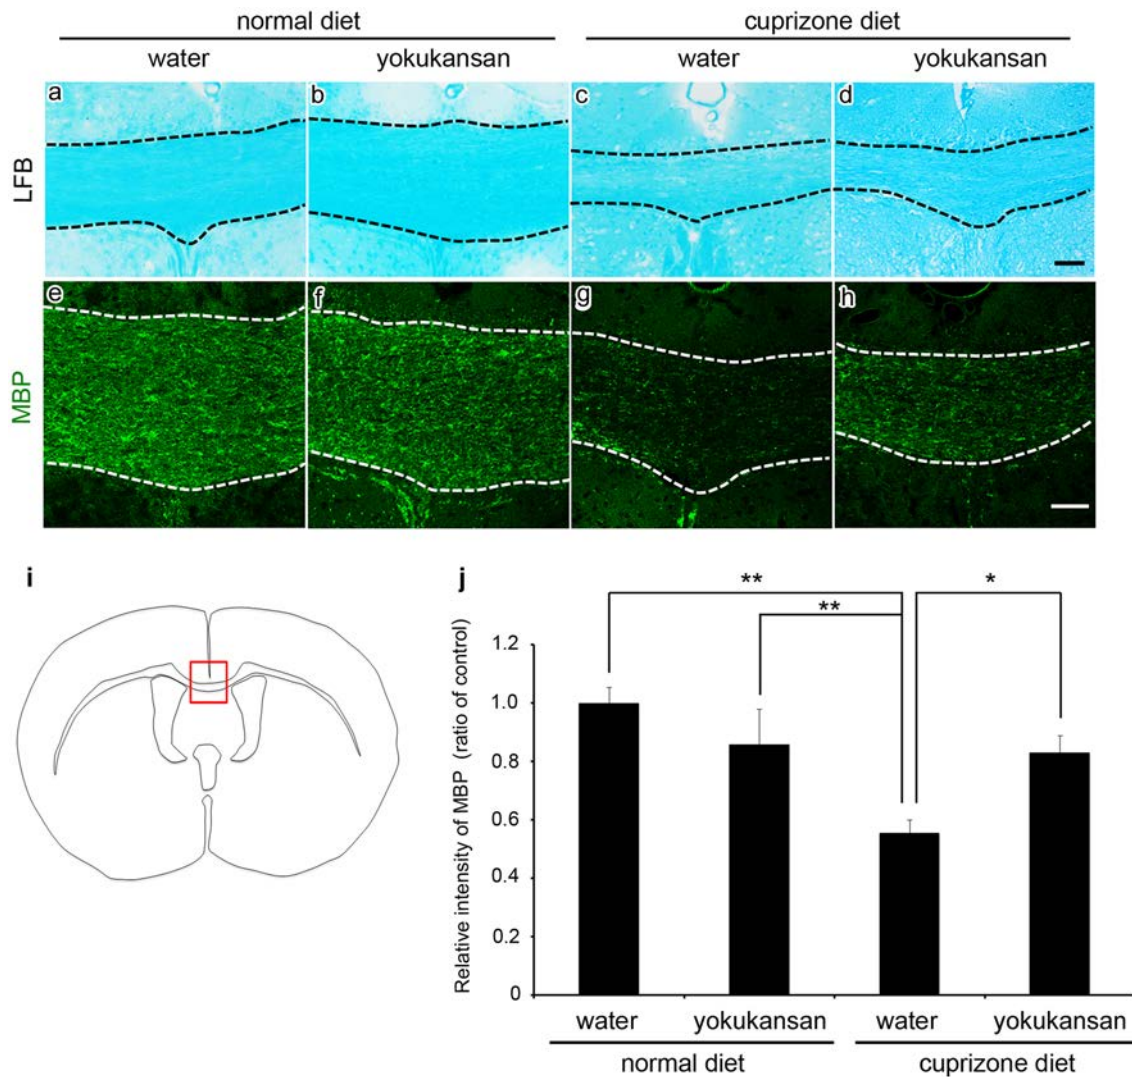 normal diet
cuprizone diet
water
yokukansan
water
yokukansan
LFB
a
b
c
d
MBP
e
f
g
h
i
j
Relative intensity of MBP (ratio of control)
**
*
**
1.2
1.0
0.8
0.6
0.4
0.2
0
water
yokukansan
water
yokukansan
normal diet
cuprizone diet